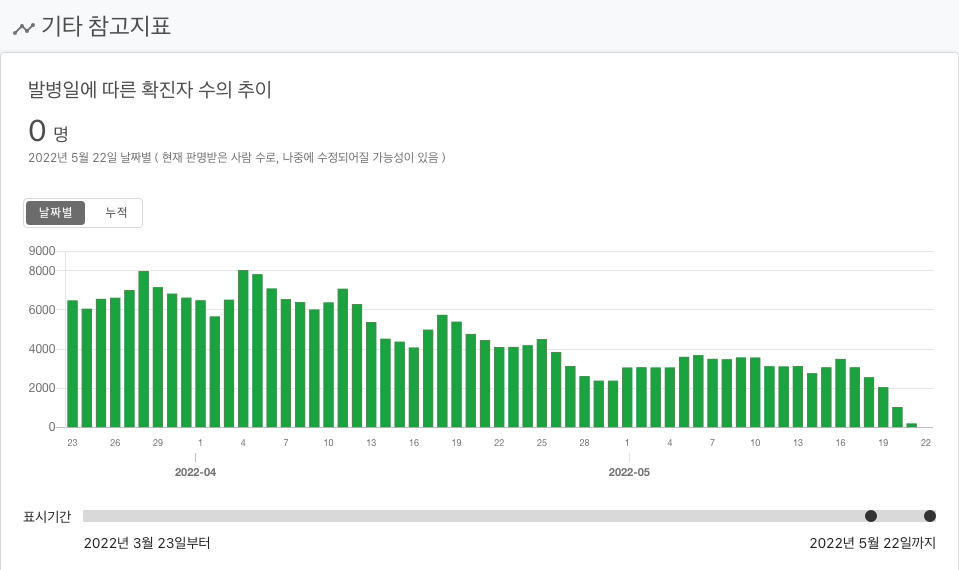 기타 참고지표
발병일에 따른 확진자 수의 추이
0 명
2022년 5월 22일 날짜별 ( 현재 판명받은 사람 수로, 나중에 수정되어질 가능성이 있음 )
날짜별 누적
9000
8000
6000
4000
2000
0
23 26 29 1 4 7 10 13 16 19 22 25 28 1 4 7 10 13 16 19 22
2022-04 2022-05
표시기간
2022년 3월 23일부터 2022년 5월 22일까지